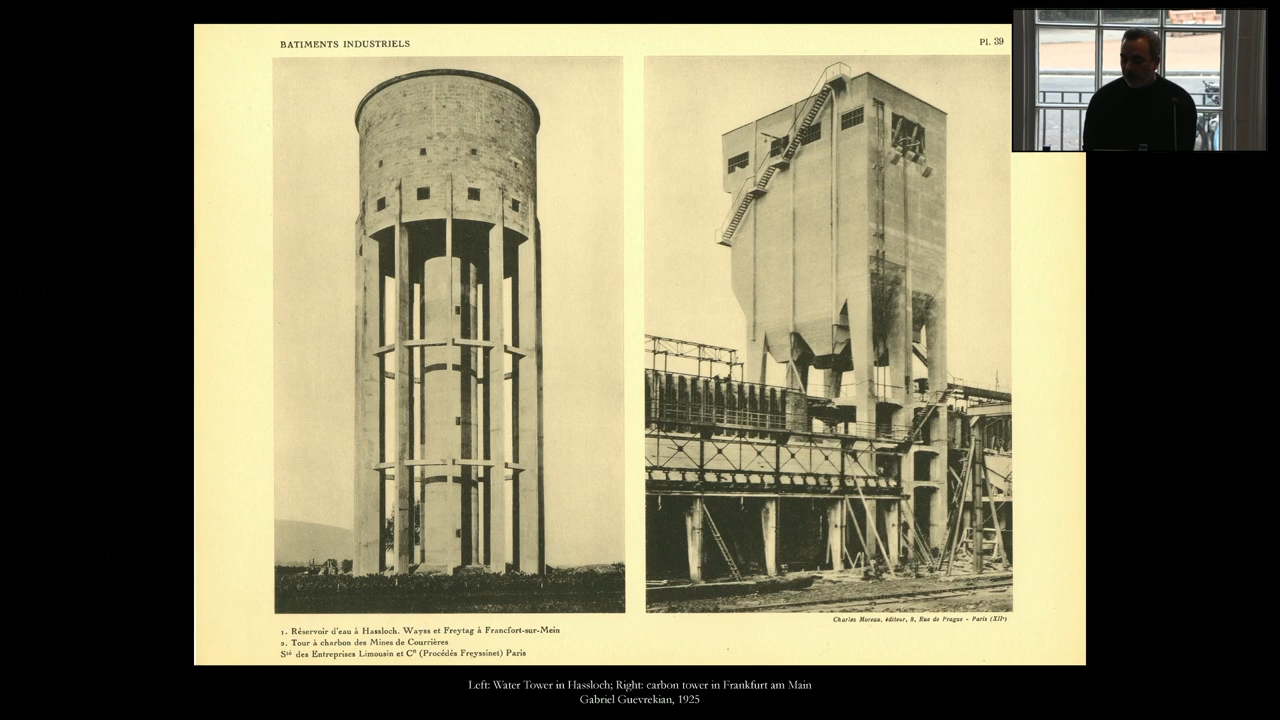 BATIMENTS INDUSTRIELS
Pl. 39
1. Réservoir d'eau à Hassloch. Wayss et Freytag à Francfort-sur-Mein
2. Tour à charbon des Mines de Courrières
Sté des Entreprises Limousin et Cº (Procédés Freyssinet) Paris
Charles Moreau, éditeur, 8, Rue de Prague - Paris (XIIᵉ)
Left: Water Tower in Hassloch; Right: carbon tower in Frankfurt am Main
Gabriel Guevrekian, 1925